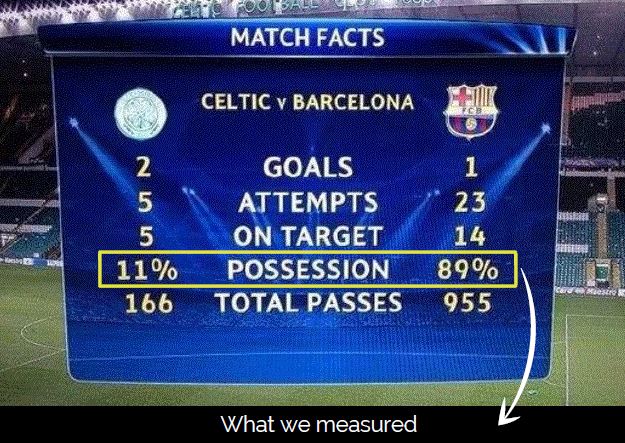 CELTIC FOOTBALL CLUB
MATCH FACTS
CELTIC v BARCELONA
FCB
2 GOALS 1
5 ATTEMPTS 23
5 ON TARGET 14
11% POSSESSION 89%
166 TOTAL PASSES 955
What we measured